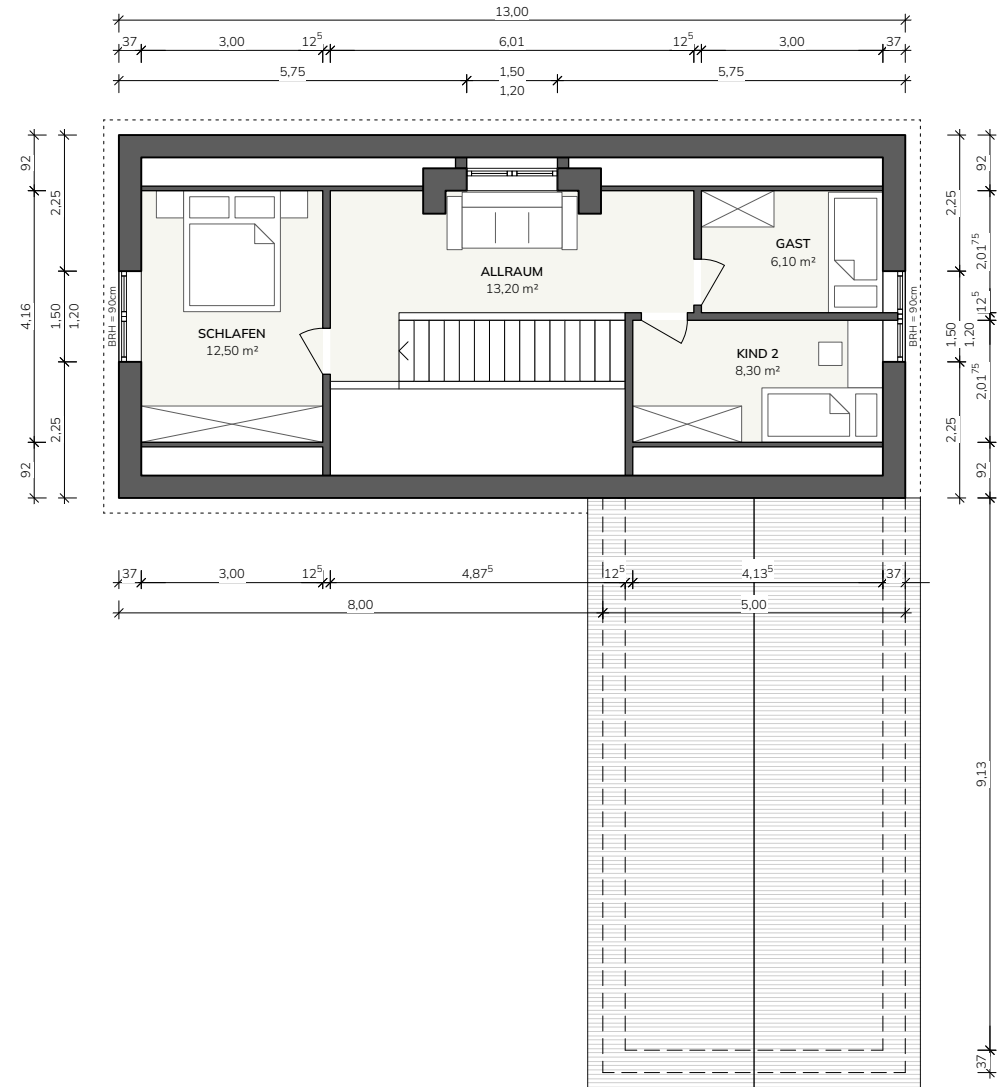 13,00
37 3,00 12⁵ 6,01 12⁵ 3,00 37
5,75 1,50 5,75
1,20
92 2,25 2,25 92
4,16 1,50 1,20
92 2,25
BRH = 90cm
SCHLAFEN
12,50 m²
ALLRAUM
13,20 m²
GAST
6,10 m²
KIND 2
8,30 m²
BRH = 90cm
2,01⁷⁵
12⁵
1,50 1,20
2,01⁷⁵
2,25 92
37 3,00 12⁵ 4,87⁵ 12⁵ 4,13⁵ 37
8,00 5,00
9,13
37